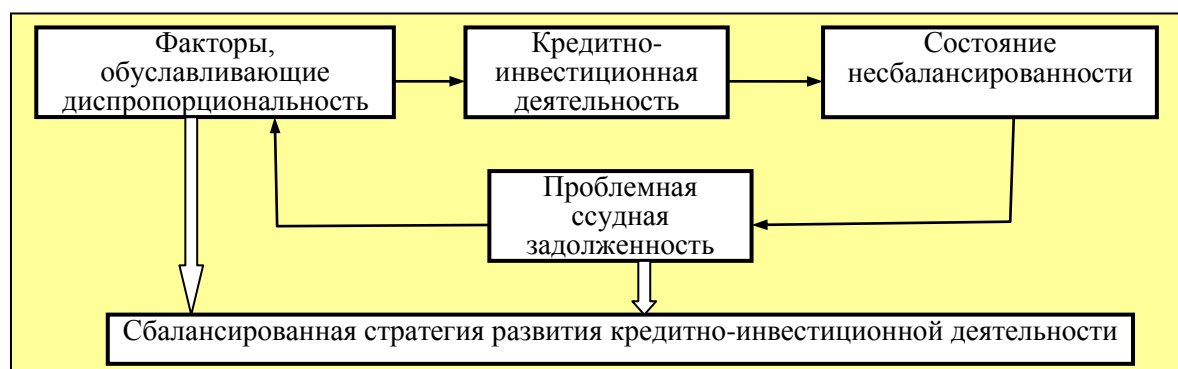 Факторы,
обуславливающие
диспропорциональность
Кредитно-
инвестиционная
деятельность
Состояние
несбалансированности
Проблемная
ссудная
задолженность
Сбалансированная стратегия развития кредитно-инвестиционной деятельности